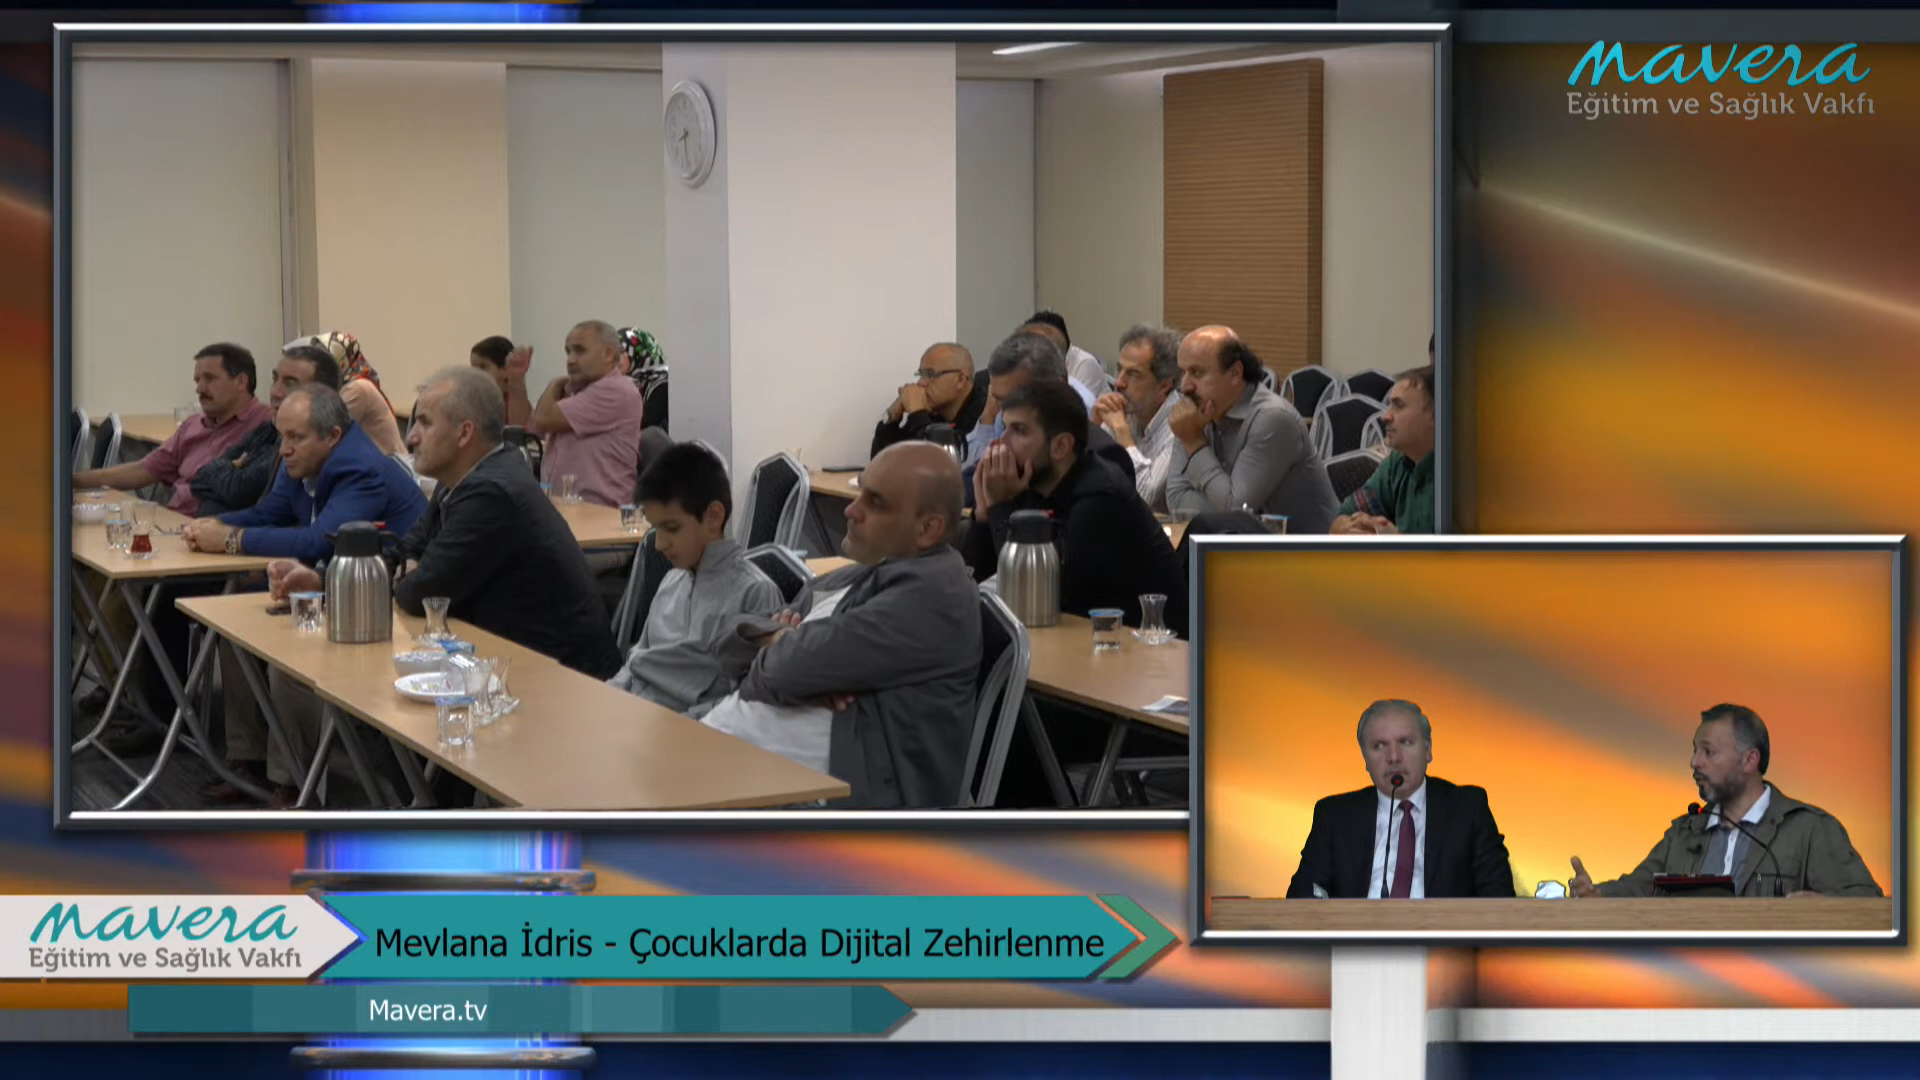 Mavera
Eğitim ve Sağlık Vakfı
Mavera
Eğitim ve Sağlık Vakfı
Mevlana İdris - Çocuklarda Dijital Zehirlenme
Mavera.tv